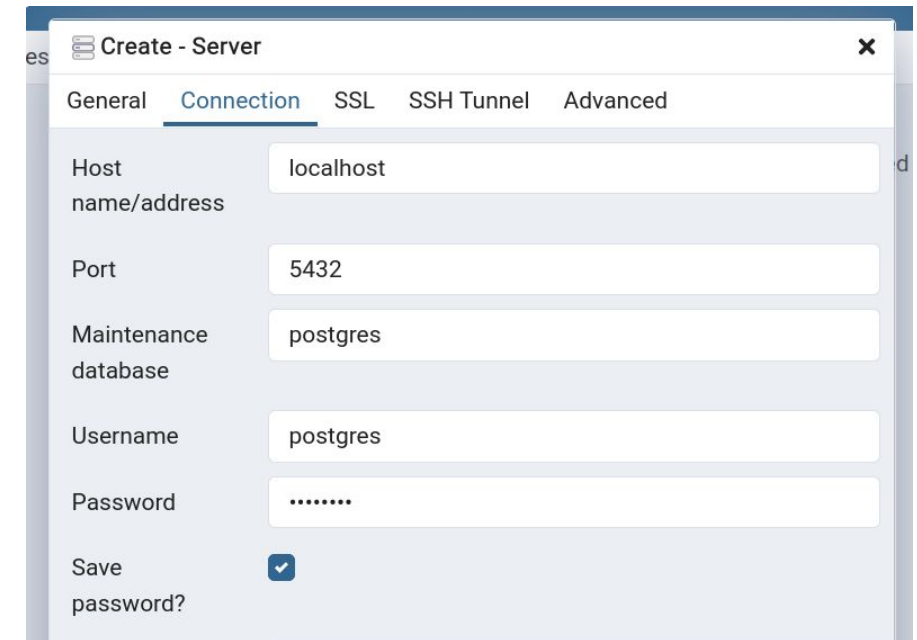 Create - Server
es
General Connection SSL SSH Tunnel Advanced
Host localhost
name/address
ed
Port 5432
Maintenance postgres
database
Username postgres
Password ••••••••
Save
password?